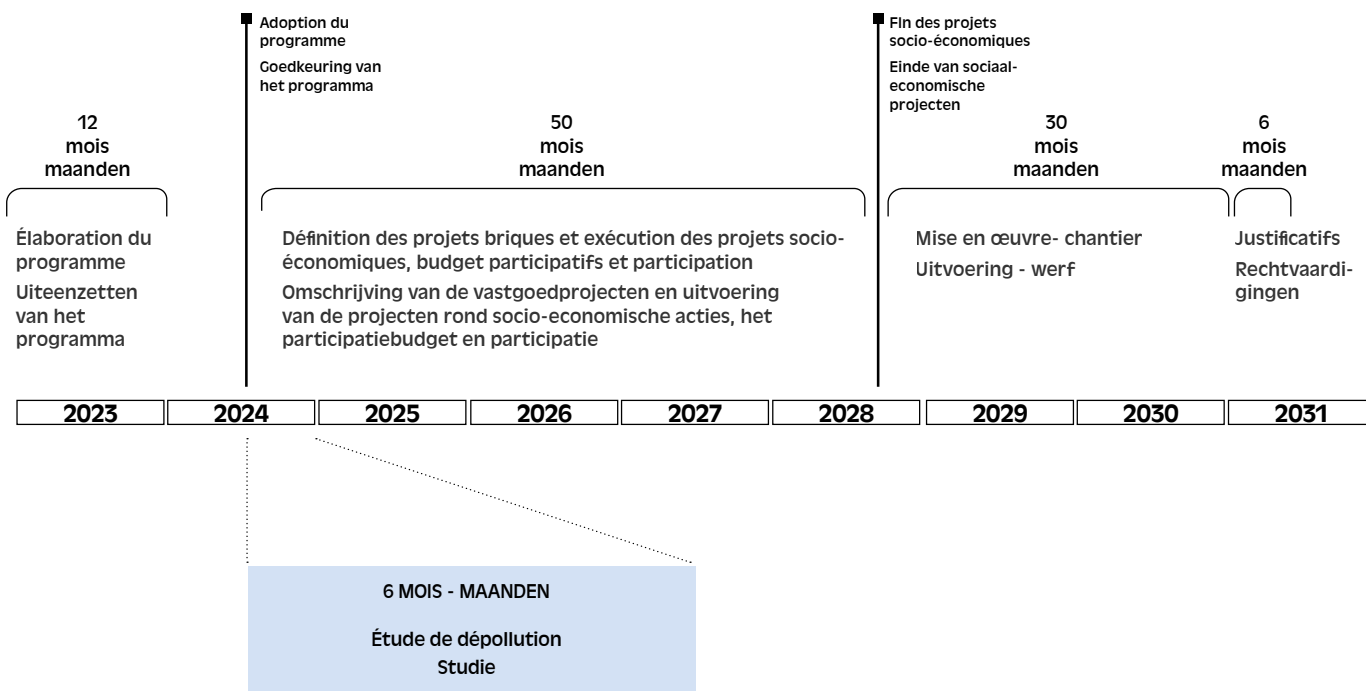 Adoption du
programme
Goedkeuring van
het programma
Fin des projets
socio-économiques
Einde van sociaal-
economische
projecten
12
mois
maanden
50
mois
maanden
30
mois
maanden
6
mois
maanden
Élaboration du
programme
Uiteenzetten
van het
programma
Définition des projets briques et exécution des projets socio-
économiques, budget participatifs et participation
Omschrijving van de vastgoedprojecten en uitvoering
van de projecten rond socio-economische acties, het
participatiebudget en participatie
Mise en œuvre- chantier
Uitvoering - werf
Justificatifs
Rechtvaardi-
gingen
2023
2024
2025
2026
2027
2028
2029
2030
2031
6 MOIS - MAANDEN
Étude de dépollution
Studie